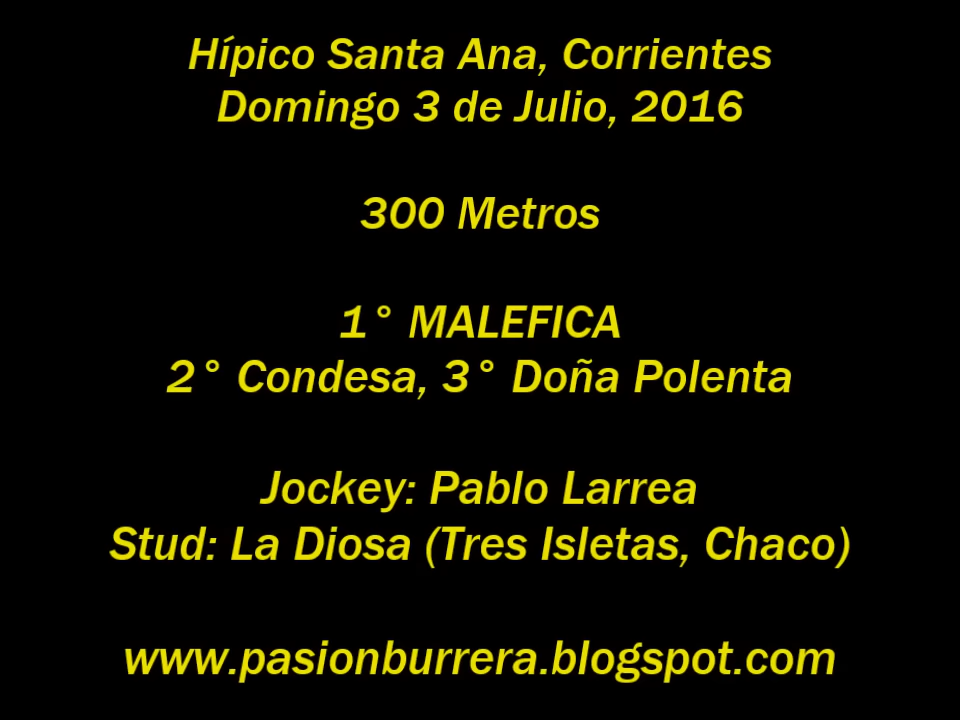 Hípico Santa Ana, Corrientes
Domingo 3 de Julio, 2016
300 Metros
1° MALEFICA
2° Condesa, 3° Doña Polenta
Jockey: Pablo Larrea
Stud: La Diosa (Tres Isletas, Chaco)
www.pasionburrera.blogspot.com